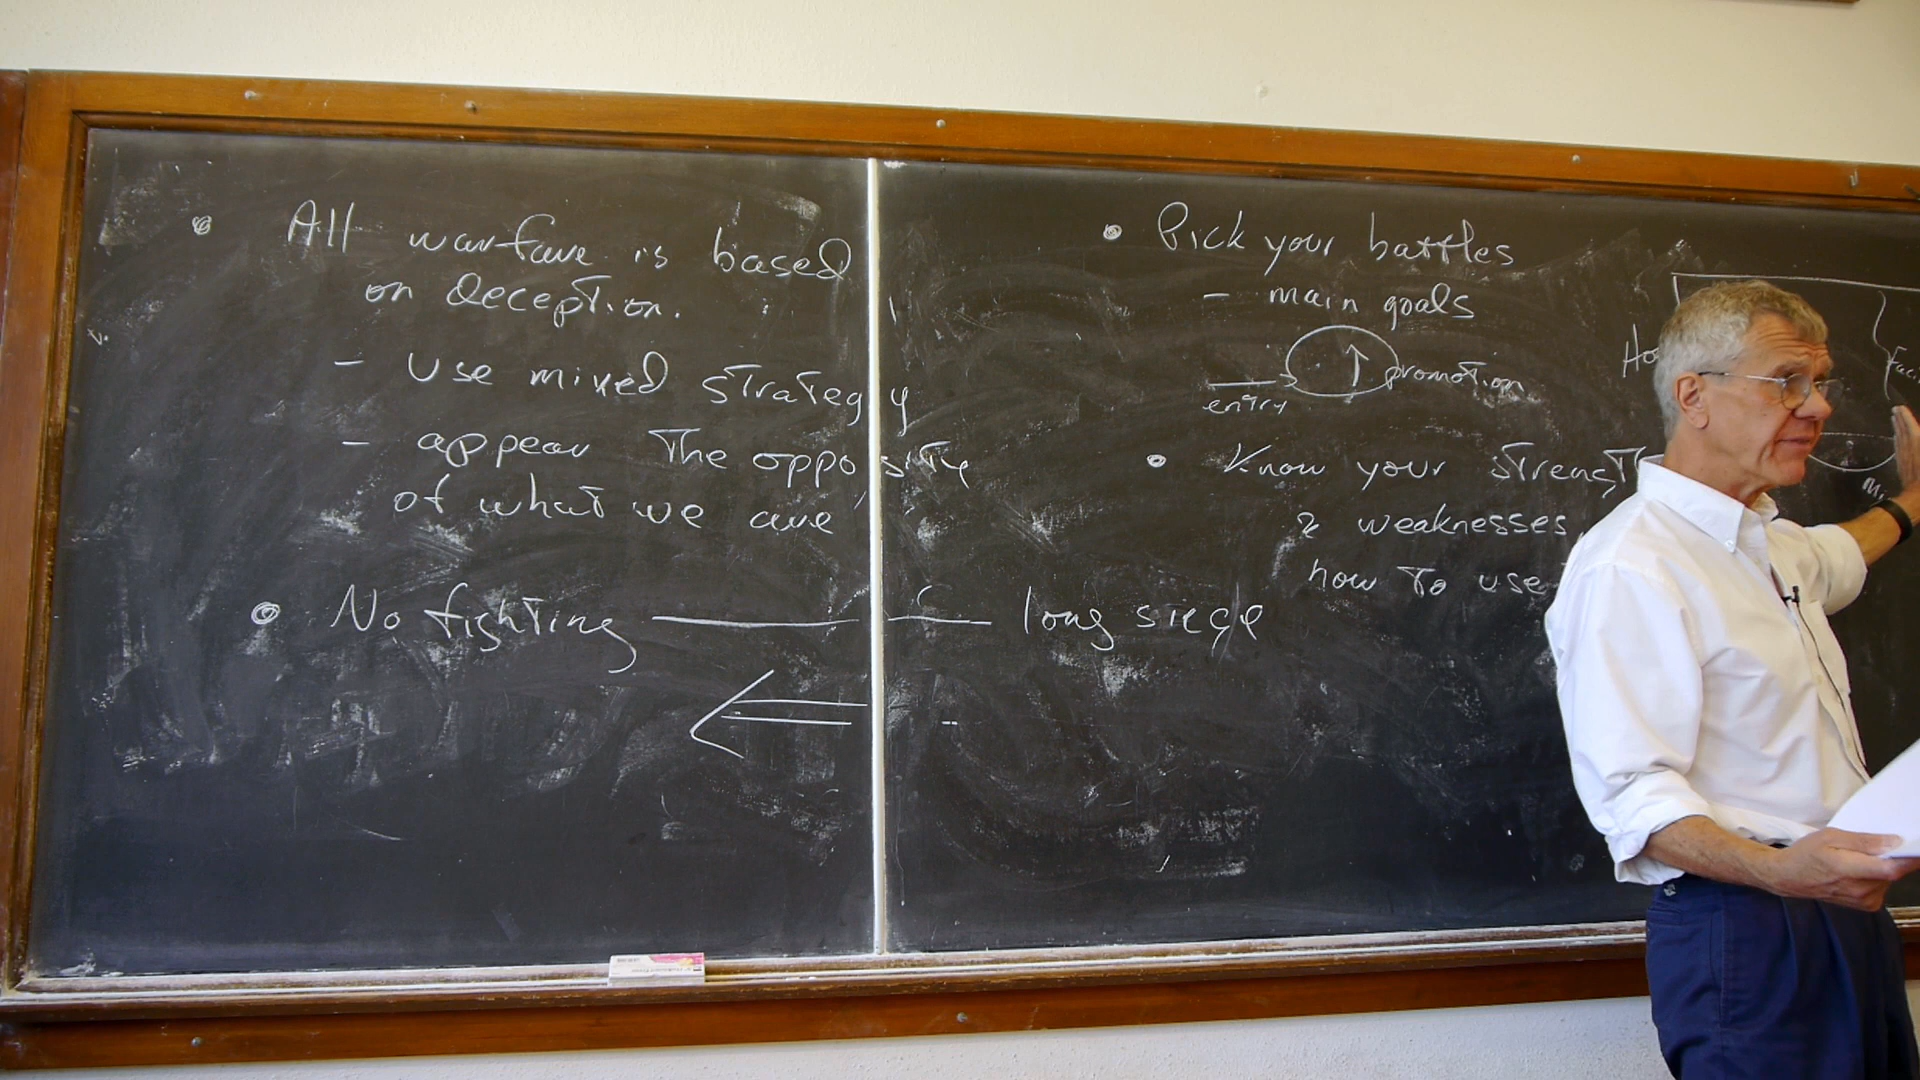 All warfare is based
on deception.
- Use mixed strategy
- appear the opposite
of what we are
No fighting — long siege
Pick your battles
- main goals
entry
promotion
Know your
& weaknesses
how to use